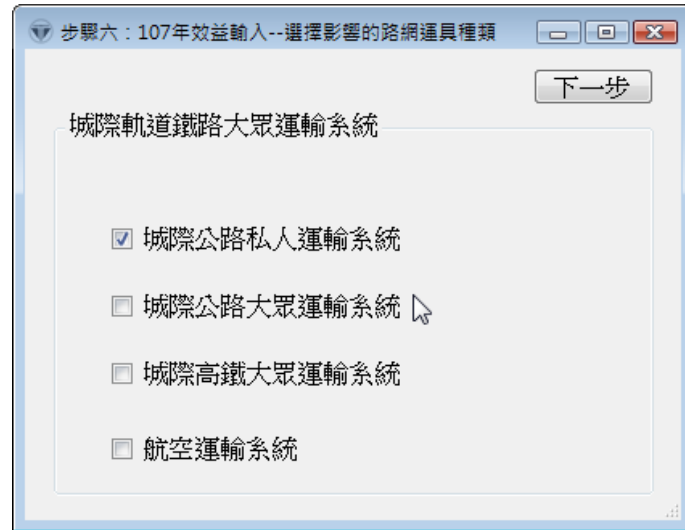 步驟六：107年效益輸入--選擇影響的路網運具種類
下一步
城際軌道鐵路大眾運輸系統
城際公路私人運輸系統
城際公路大眾運輸系統
城際高鐵大眾運輸系統
航空運輸系統